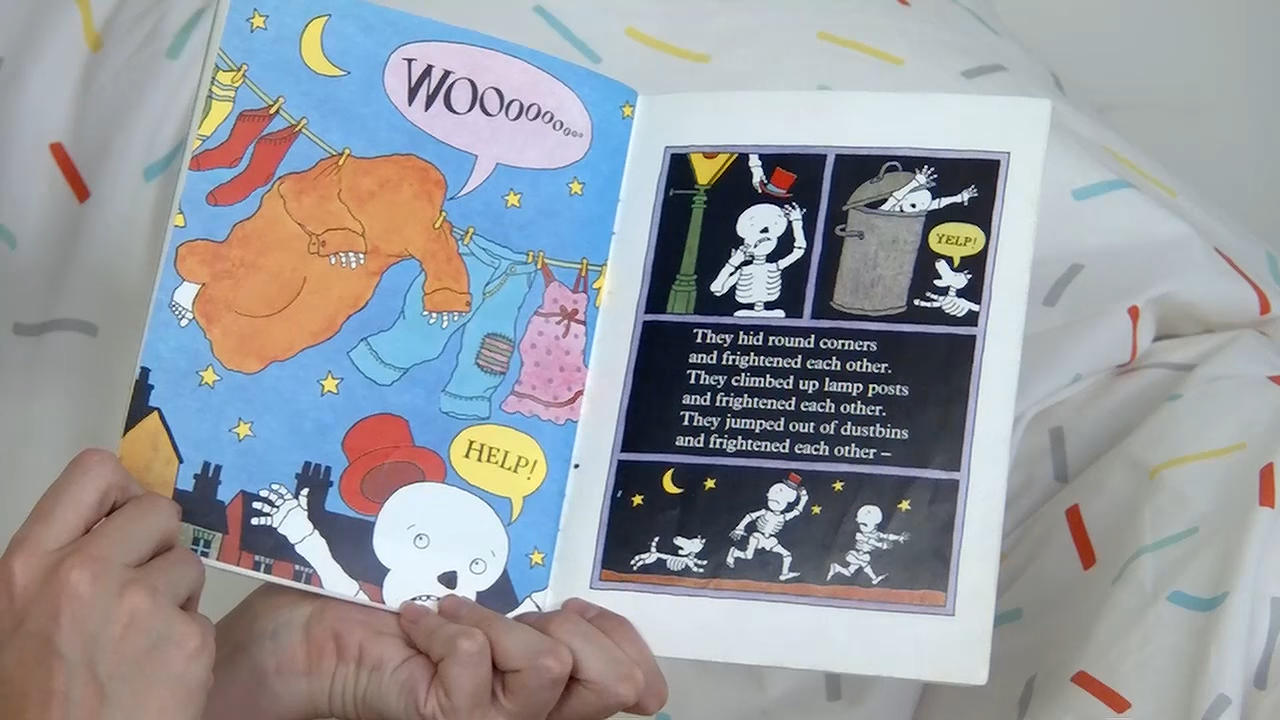 WOOoooooo...
HELP!
YELP!
They hid round corners
and frightened each other.
They climbed up lamp posts
and frightened each other.
They jumped out of dustbins
and frightened each other –